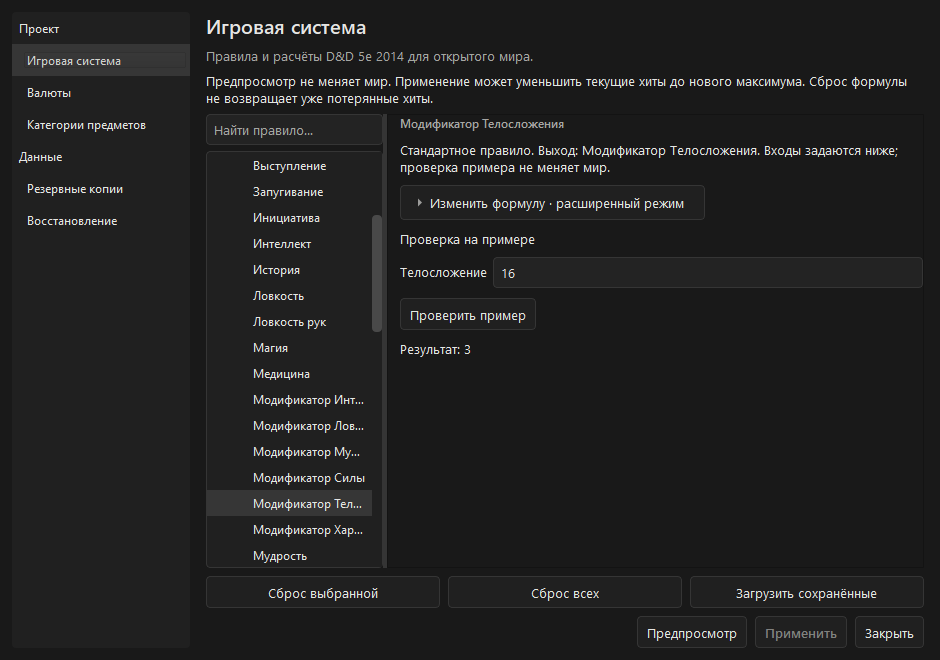 Проект
Игровая система
Валюты
Категории предметов
Данные
Резервные копии
Восстановление
Игровая система
Правила и расчёты D&D 5e 2014 для открытого мира.
Предпросмотр не меняет мир. Применение может уменьшить текущие хиты до нового максимума. Сброс формулы
не возвращает уже потерянные хиты.
Найти правило...
Выступление
Запугивание
Инициатива
Интеллект
История
Ловкость
Ловкость рук
Магия
Медицина
Модификатор Инт...
Модификатор Лов...
Модификатор Му...
Модификатор Силы
Модификатор Тел...
Модификатор Хар...
Мудрость
Модификатор Телосложения
Стандартное правило. Выход: Модификатор Телосложения. Входы задаются ниже;
проверка примера не меняет мир.
Изменить формулу · расширенный режим
Проверка на примере
Телосложение 16
Проверить пример
Результат: 3
Сброс выбранной
Сброс всех
Загрузить сохранённые
Предпросмотр
Применить
Закрыть